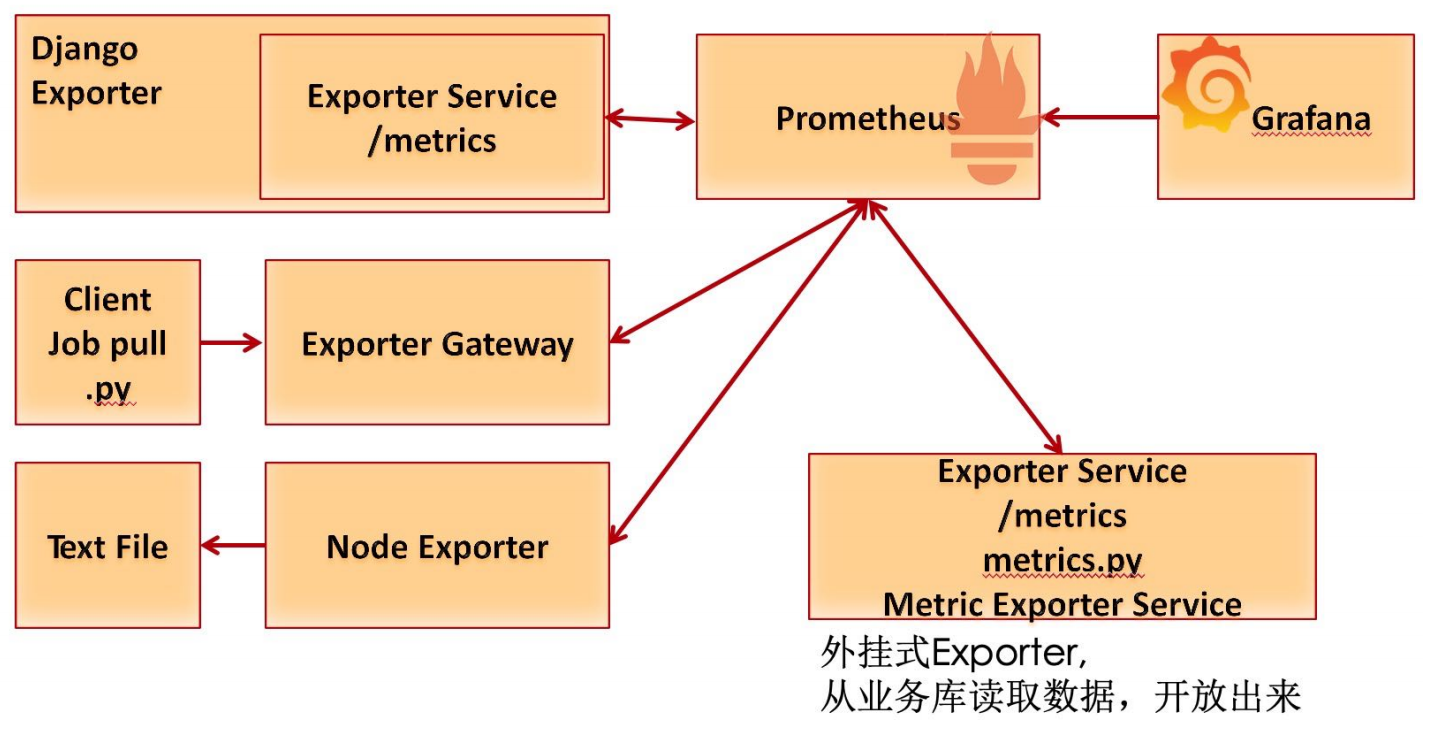 Django
Exporter
Exporter Service
/metrics
Prometheus
Grafana
Client
Job pull
.py
Exporter Gateway
Text File
Node Exporter
Exporter Service
/metrics
metrics.py
Metric Exporter Service
外挂式Exporter,
从业务库读取数据，开放出来